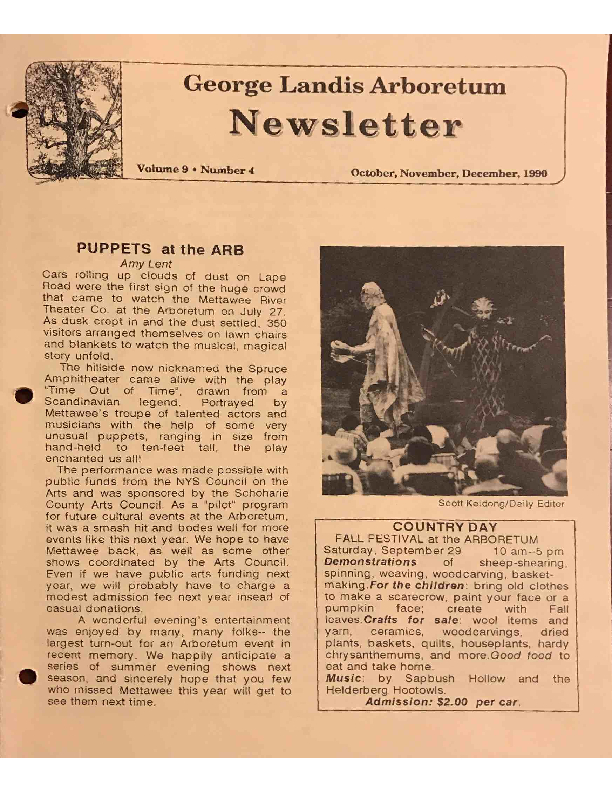 George Landis Arboretum
Newsletter
Volume 9 • Number 4
October, November, December, 1990
PUPPETS at the ARB
Amy Lent
Cars rolling up clouds of dust on Lape
Road were the first sign of the huge crowd
that came to watch the Mettawee River
Theater Co. at the Arboretum on July 27.
As dusk crept in and the dust settled, 350
visitors arranged themselves on lawn chairs
and blankets to watch the musical, magical
story unfold.
The hillside now nicknamed the Spruce
Amphitheater came alive with the play
"Time Out of Time", drawn from a
Scandinavian legend. Portrayed by
Mettawee's troupe of talented actors and
musicians with the help of some very
unusual puppets, ranging in size from
hand-held to ten-feet tall, the play
enchanted us all!
The performance was made possible with
public funds from the NYS Council on the
Arts and was sponsored by the Schoharie
County Arts Council. As a "pilot" program
for future cultural events at the Arboretum,
it was a smash hit and bodes well for more
events like this next year. We hope to have
Mettawee back, as well as some other
shows coordinated by the Arts Council.
Even if we have public arts funding next
year, we will probably have to charge a
modest admission fee next year insead of
casual donations.
A wonderful evening's entertainment
was enjoyed by many, many folks-- the
largest turn-out for an Arboretum event in
recent memory. We happily anticipate a
series of summer evening shows next
season, and sincerely hope that you few
who missed Mettawee this year will get to
see them next time.
Scott Keidong/Daily Editor
COUNTRY DAY
FALL FESTIVAL at the ARBORETUM
Saturday, September 29 10 am--5 pm
Demonstrations of sheep-shearing,
spinning, weaving, woodcarving, basket-
making.For the children: bring old clothes
to make a scarecrow, paint your face or a
pumpkin face; create with Fall
leaves.Crafts for sale: wool items and
yarn, ceramics, woodcarvings, dried
plants, baskets, quilts, houseplants, hardy
chrysanthemums, and more.Good food to
eat and take home.
Music: by Sapbush Hollow and the
Helderberg Hootowls.
Admission: $2.00 per car.